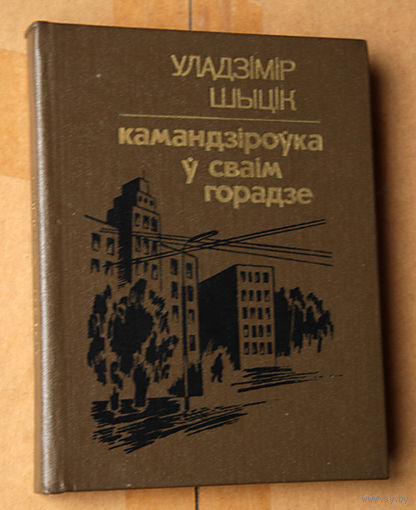 УЛАДЗІМІР
ШЫЦІК
камандзіроўка
ў сваім
горадзе